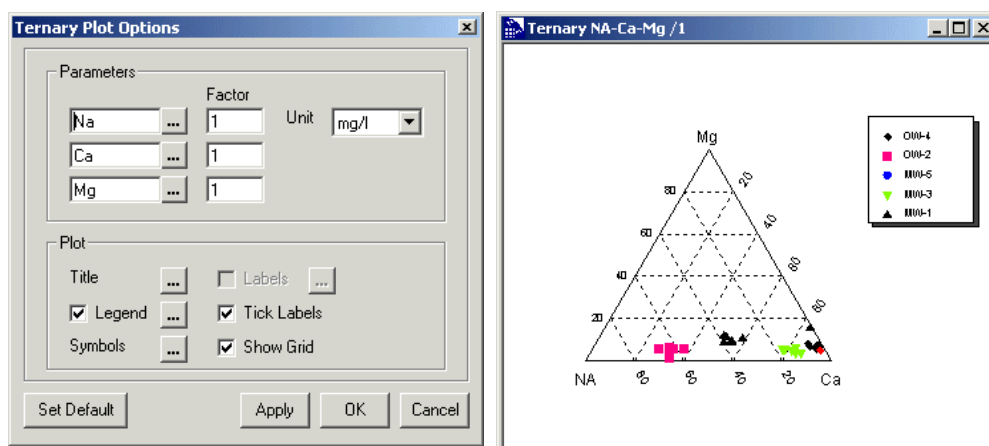 Ternary Plot Options
Parameters
Factor
Na ... 1 Unit mg/l
Ca ... 1
Mg ... 1
Plot
Title ... Labels ...
Legend ... Tick Labels
Symbols ... Show Grid
Set Default Apply OK Cancel
Ternary NA-Ca-Mg /1
Mg
80 20
60 40
40 60
20 80
NA 80 60 40 20 Ca
OW-4
OW-2
MW-5
MW-3
MW-1